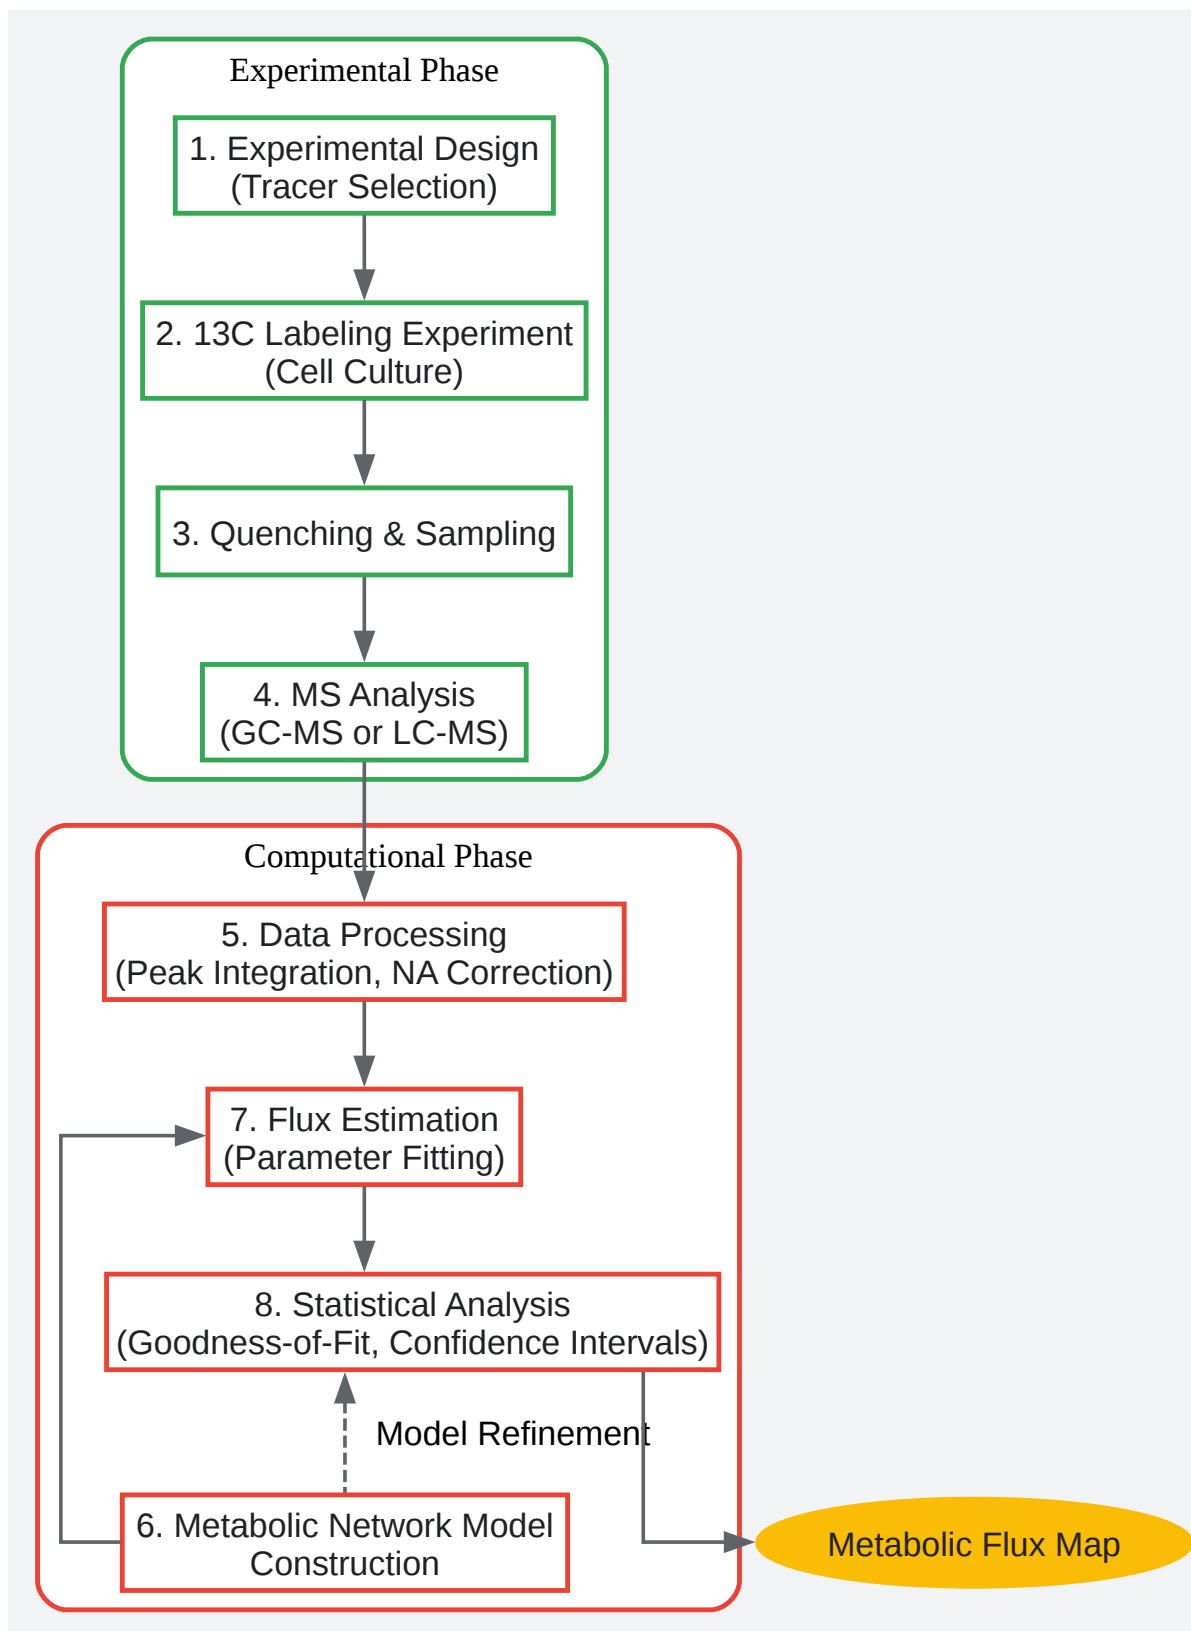 Experimental Phase
1. Experimental Design
(Tracer Selection)
2. 13C Labeling Experiment
(Cell Culture)
3. Quenching & Sampling
4. MS Analysis
(GC-MS or LC-MS)
Computational Phase
5. Data Processing
(Peak Integration, NA Correction)
7. Flux Estimation
(Parameter Fitting)
8. Statistical Analysis
(Goodness-of-Fit, Confidence Intervals)
Model Refinement
6. Metabolic Network Model
Construction
Metabolic Flux Map